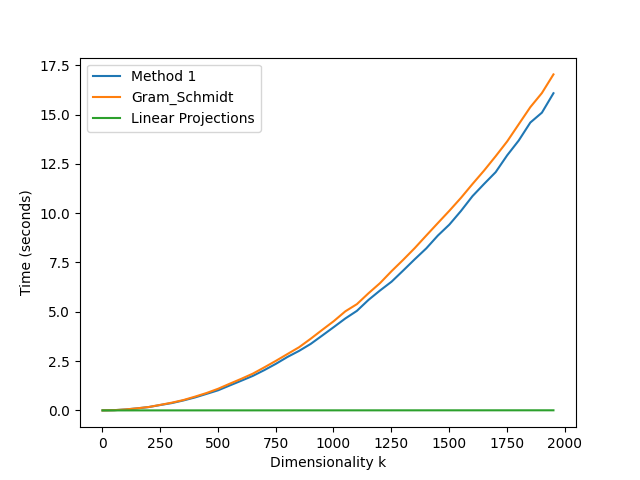 Method 1
Gram_Schmidt
Linear Projections
17.5
15.0
12.5
10.0
7.5
5.0
2.5
0.0
Time (seconds)
0 250 500 750 1000 1250 1500 1750 2000
Dimensionality k